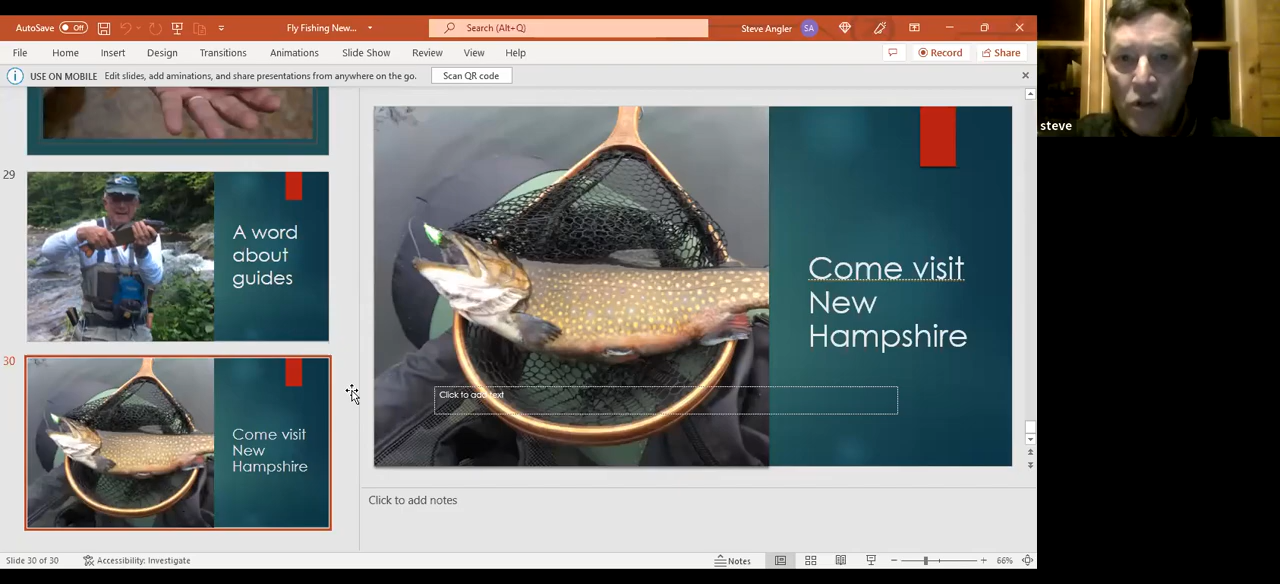 AutoSave Off Fly Fishing New... Search (Alt+Q) Steve Angler SA
File Home Insert Design Transitions Animations Slide Show Review View Help Record Share
USE ON MOBILE Edit slides, add aminations, and share presentations from anywhere on the go. Scan QR code
steve
29
A word
about
guides
30
Come visit
New
Hampshire
Come visit
New
Hampshire
Click to add text
Click to add notes
Slide 30 of 30 Accessibility: Investigate Notes 66%